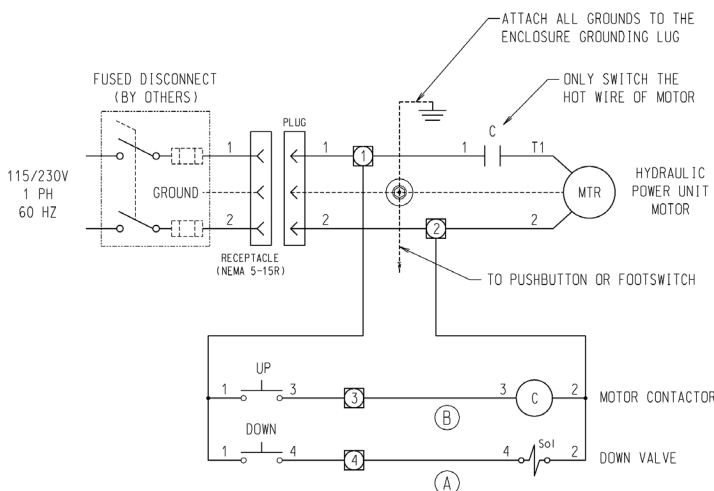 ATTACH ALL GROUNDS TO THE
ENCLOSURE GROUNDING LUG
FUSED DISCONNECT
(BY OTHERS)
ONLY SWITCH THE
HOT WIRE OF MOTOR
PLUG
C
1
1
1
1
T1
115/230V
1 PH
60 HZ
GROUND
MTR
HYDRAULIC
POWER UNIT
MOTOR
2
2
2
2
RECEPTACLE
(NEMA 5-15R)
TO PUSHBUTTON OR FOOTSWITCH
UP
1
3
3
3
C
2
MOTOR CONTACTOR
B
DOWN
1
4
4
4
Sol
2
DOWN VALVE
A